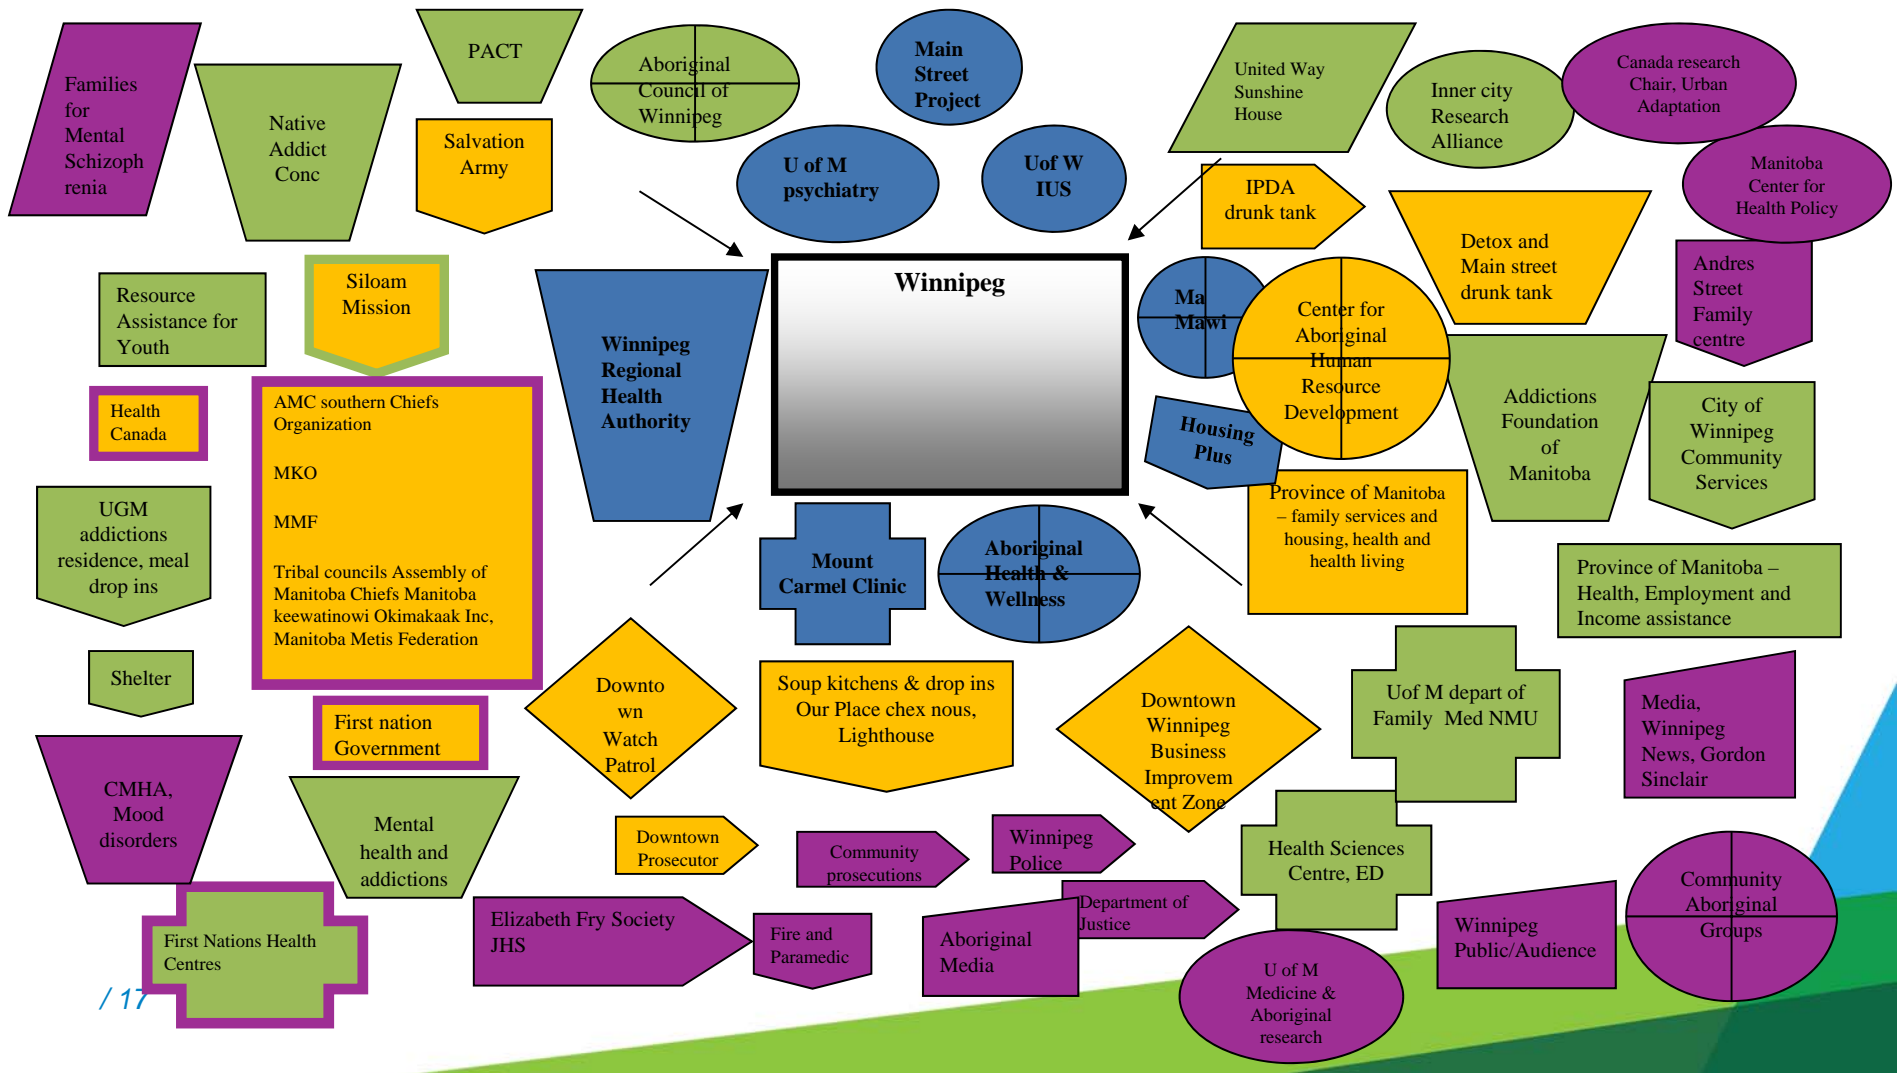 Families
for
Mental
Schizoph
renia
Native
Addict
Conc
PACT
Salvation
Army
Aboriginal
Council of
Winnipeg
Main
Street
Project
U of M
psychiatry
Uof W
IUS
United Way
Sunshine
House
Inner city
Research
Alliance
Canada research
Chair, Urban
Adaptation
Manitoba
Center for
Health Policy
IPDA
drunk tank
Detox and
Main street
drunk tank
Andres
Street
Family
centre
Resource
Assistance for
Youth
Siloam
Mission
Winnipeg
Regional
Health
Authority
Winnipeg
Ma
Mawi
Center for
Aboriginal
Human
Resource
Development
Housing
Plus
Addictions
Foundation
of
Manitoba
City of
Winnipeg
Community
Services
Health
Canada
AMC southern Chiefs
Organization
MKO
MMF
Tribal councils Assembly of
Manitoba Chiefs Manitoba
keewatinowi Okimakaak Inc,
Manitoba Metis Federation
UGM
addictions
residence, meal
drop ins
Mount
Carmel Clinic
Aboriginal
Health &
Wellness
Province of Manitoba
– family services and
housing, health and
health living
Province of Manitoba –
Health, Employment and
Income assistance
Shelter
First nation
Government
Downto
wn
Watch
Patrol
Soup kitchens & drop ins
Our Place chex nous,
Lighthouse
Downtown
Winnipeg
Business
Improvem
ent Zone
Uof M depart of
Family Med NMU
Media,
Winnipeg
News, Gordon
Sinclair
CMHA,
Mood
disorders
Mental
health and
addictions
Downtown
Prosecutor
Community
prosecutions
Winnipeg
Police
Health Sciences
Centre, ED
Community
Aboriginal
Groups
First Nations Health
Centres
Elizabeth Fry Society
JHS
Fire and
Paramedic
Aboriginal
Media
Department of
Justice
Winnipeg
Public/Audience
U of M
Medicine &
Aboriginal
research
/ 17